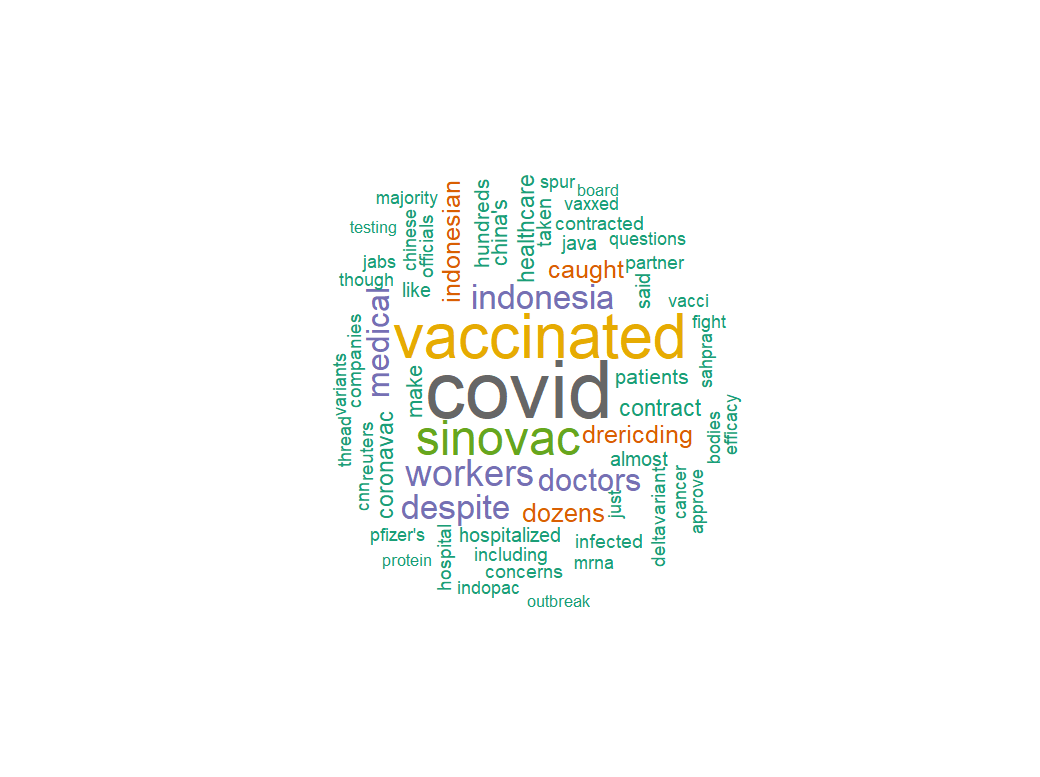 spur
board
majority
vaxxed
testing
chinese
officials
indonesian
hundreds
china's
healthcare
taken
contracted
java
questions
jabs
though
like
caught
partner
said
vacci
medical
indonesia
vaccinated
fight
sahprac
companies
variants
make
covid
patients
contract
thread
reuters
coronavac
sinovac
drericding
bodies
efficacy
almost
workers
doctors
cnn
despite
dozens
just
deltavariant
cancer
approve
pfizer's
hospitalized
infected
protein
hospital
including
mrna
concerns
indopac
outbreak